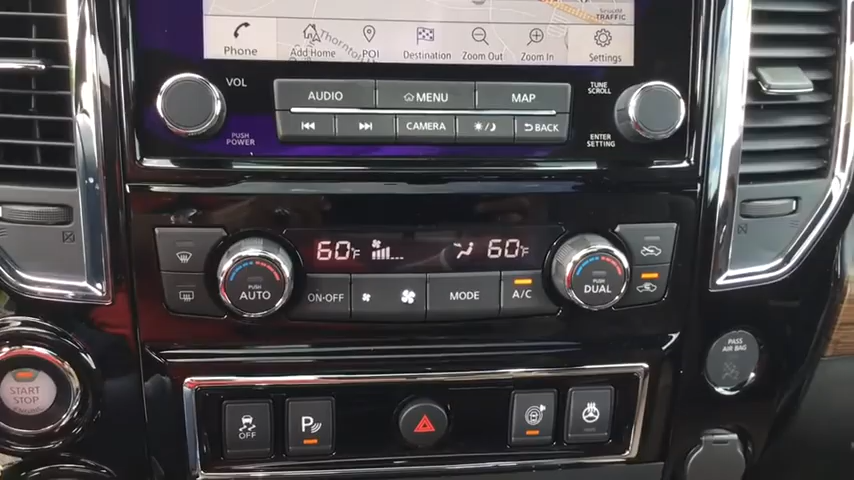 SiriusXM
TRAFFIC
Phone
Add Home
POI
Destination
Zoom Out
Zoom In
Settings
VOL
AUDIO
MENU
MAP
TUNE
SCROLL
CAMERA
BACK
PUSH
POWER
ENTER
SETTING
60°F
60°F
PUSH
AUTO
ON·OFF
MODE
A/C
PUSH
DUAL
START
STOP
ENGINE
OFF
P
PASS
AIR BAG